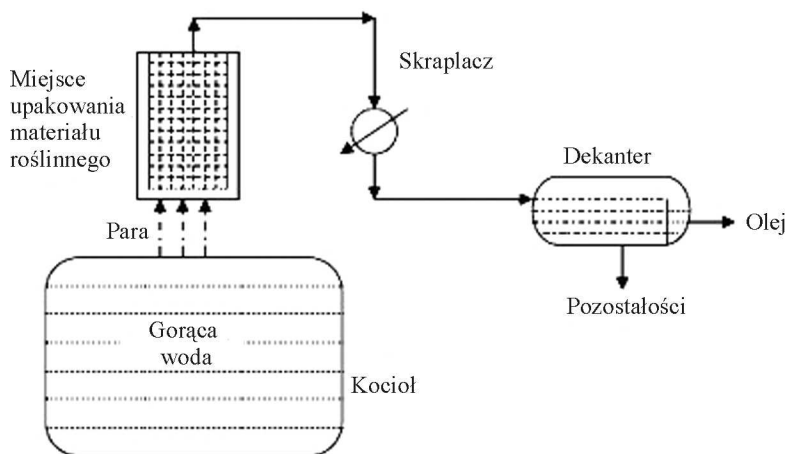 Miejsce
upakowania
materiału
roślinnego
Skraplacz
Dekanter
Para
Olej
Pozostałości
Gorąca
woda
Kocioł